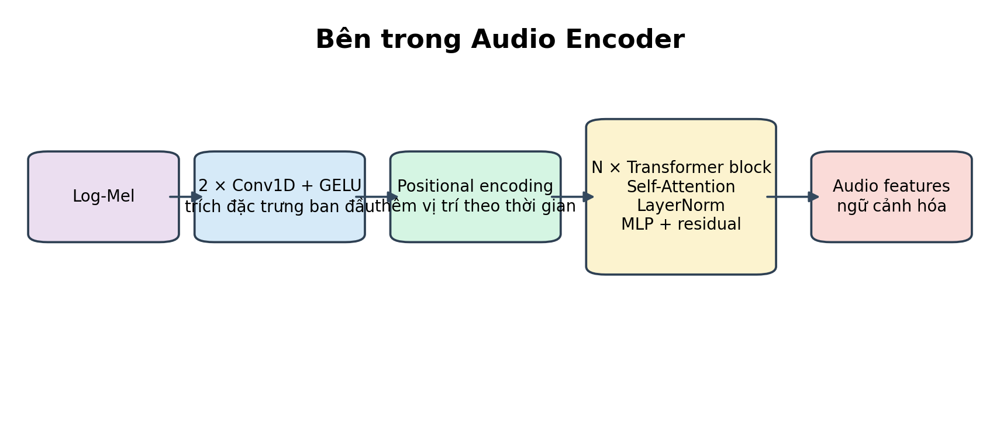 Bên trong Audio Encoder
Log-Mel
2 × Conv1D + GELU
trích đặc trưng ban đầu
Positional encoding
thêm vị trí theo thời gian
N × Transformer block
Self-Attention
LayerNorm
MLP + residual
Audio features
ngữ cảnh hóa